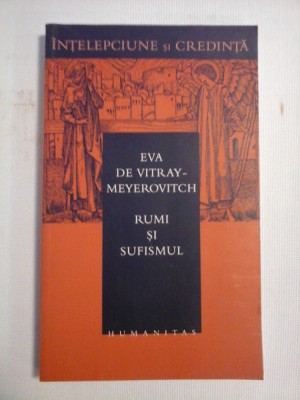 ÎNȚELEPCIUNE ȘI CREDINȚĂ
EVA
DE VITRAY-
MEYEROVITCH
RUMI
ȘI
SUFISMUL
HUMANITAS